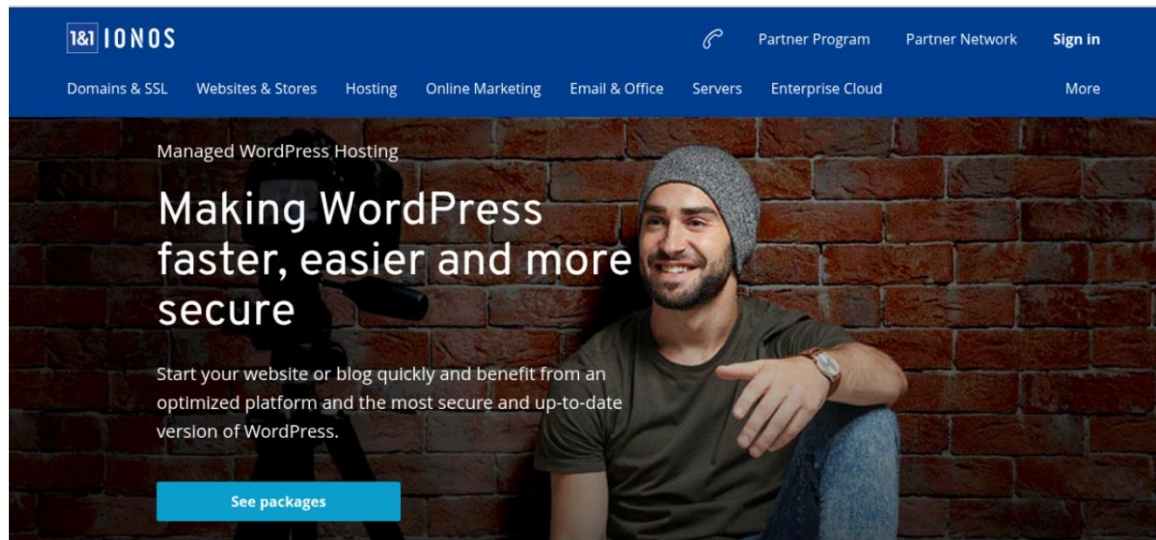 1&1 IONOS
Partner Program
Partner Network
Sign in
Domains & SSL
Websites & Stores
Hosting
Online Marketing
Email & Office
Servers
Enterprise Cloud
More
Managed WordPress Hosting
Making WordPress
faster, easier and more
secure
Start your website or blog quickly and benefit from an
optimized platform and the most secure and up-to-date
version of WordPress.
See packages